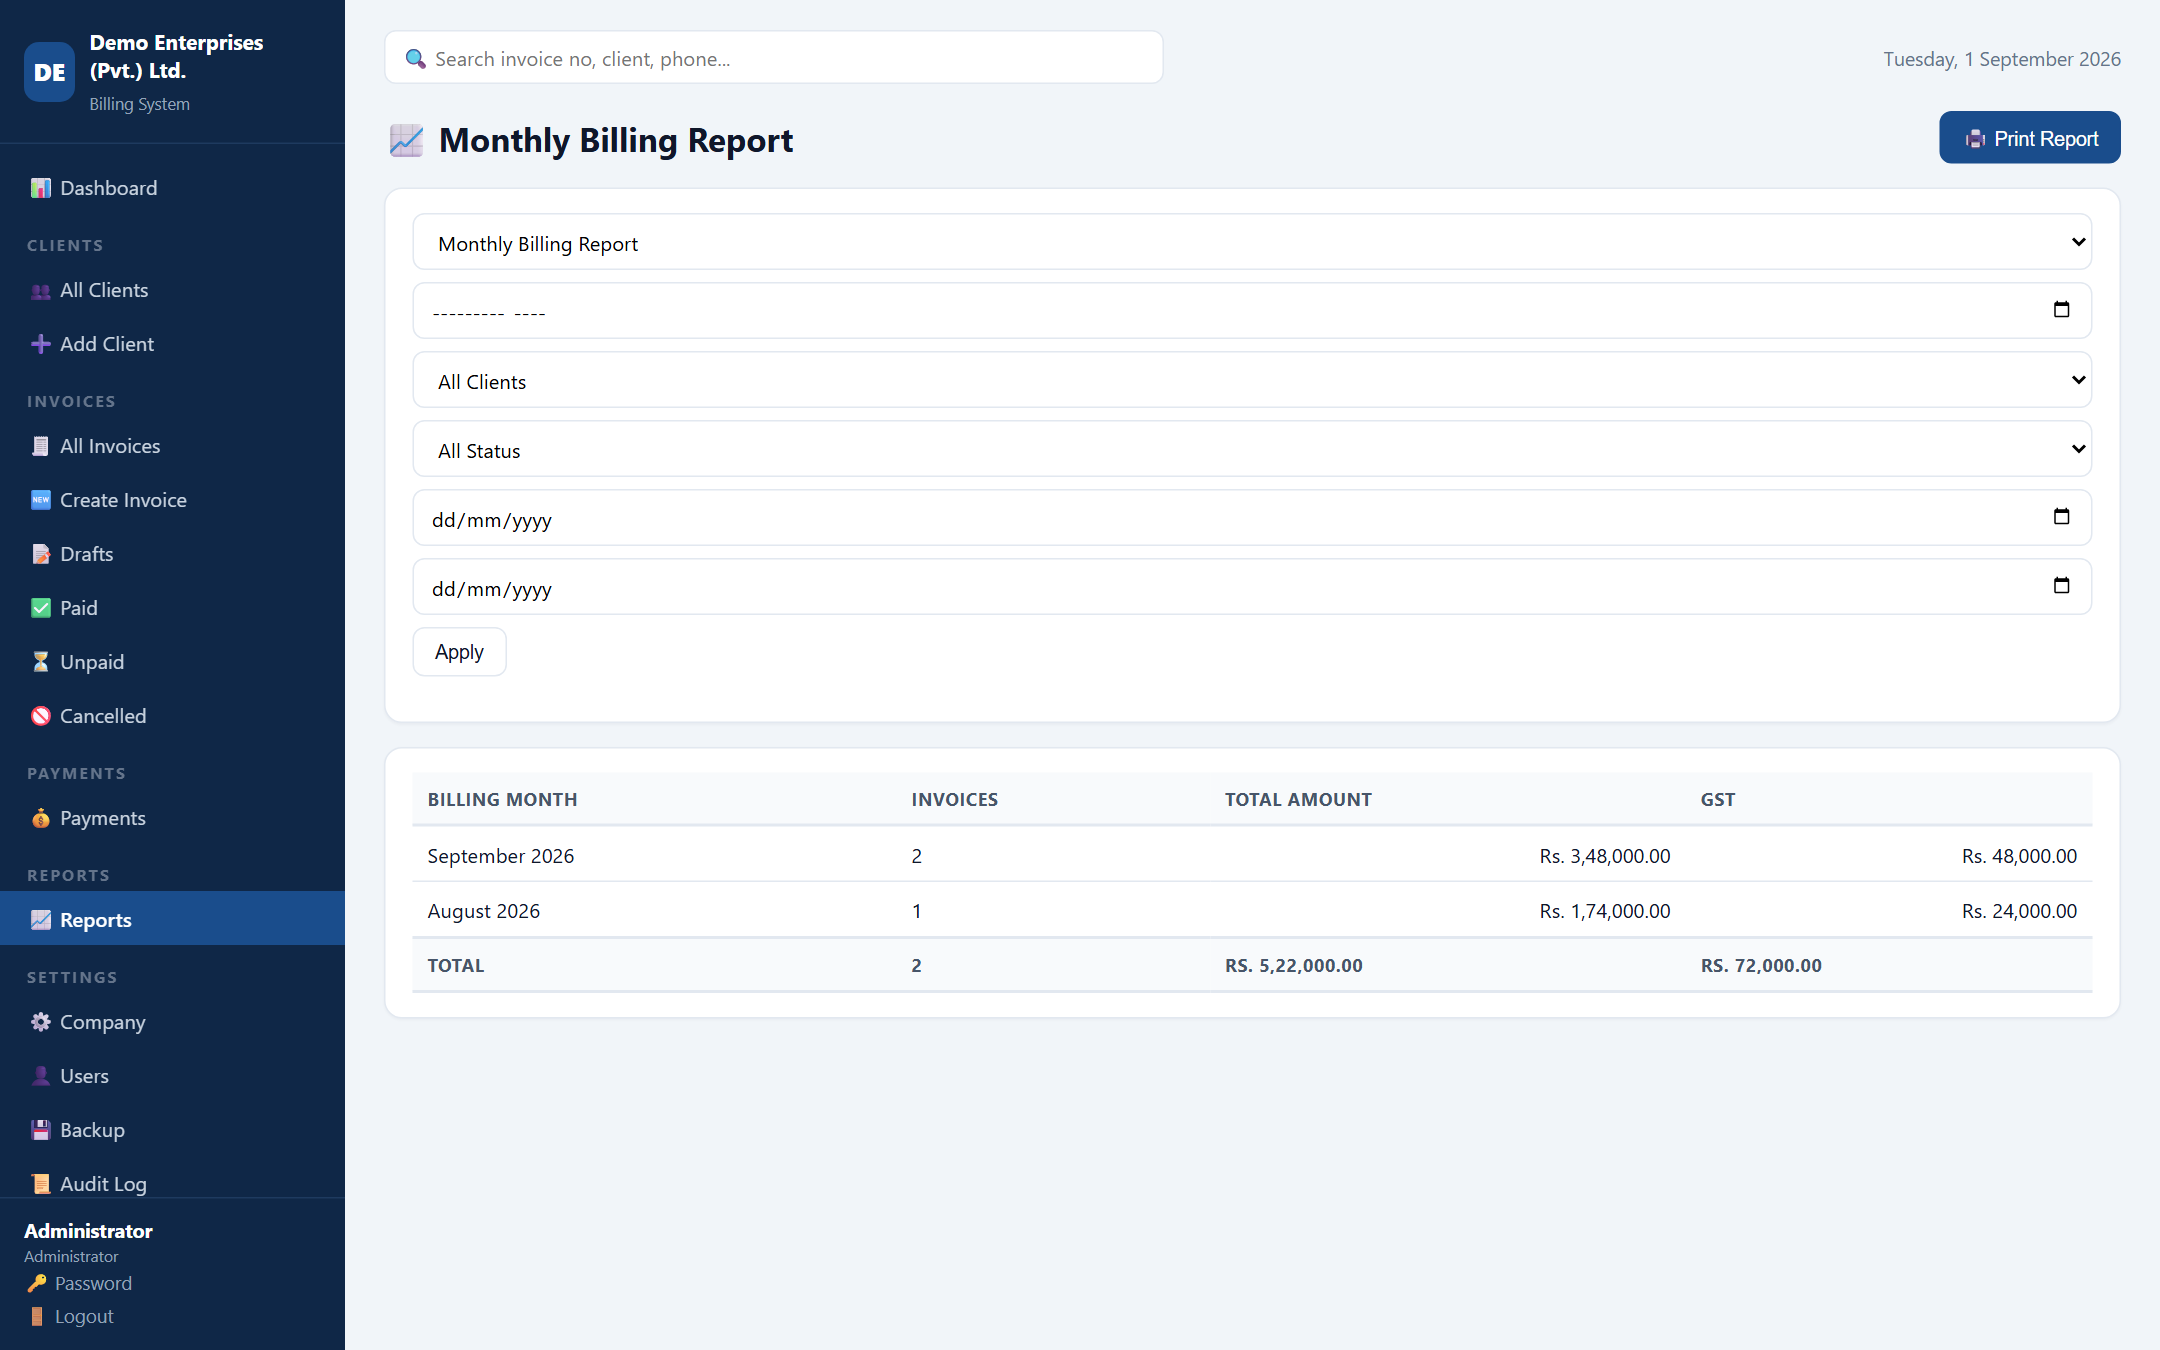 DE
Demo Enterprises
(Pvt.) Ltd.
Billing System
Dashboard
CLIENTS
All Clients
Add Client
INVOICES
All Invoices
NEW Create Invoice
Drafts
Paid
Unpaid
Cancelled
PAYMENTS
Payments
REPORTS
Reports
SETTINGS
Company
Users
Backup
Audit Log
Administrator
Administrator
Password
Logout
Search invoice no, client, phone...
Tuesday, 1 September 2026
Monthly Billing Report
Print Report
Monthly Billing Report
--------- ----
All Clients
All Status
dd/mm/yyyy
dd/mm/yyyy
Apply
BILLING MONTH INVOICES TOTAL AMOUNT GST
September 2026 2 Rs. 3,48,000.00 Rs. 48,000.00
August 2026 1 Rs. 1,74,000.00 Rs. 24,000.00
TOTAL 2 RS. 5,22,000.00 RS. 72,000.00